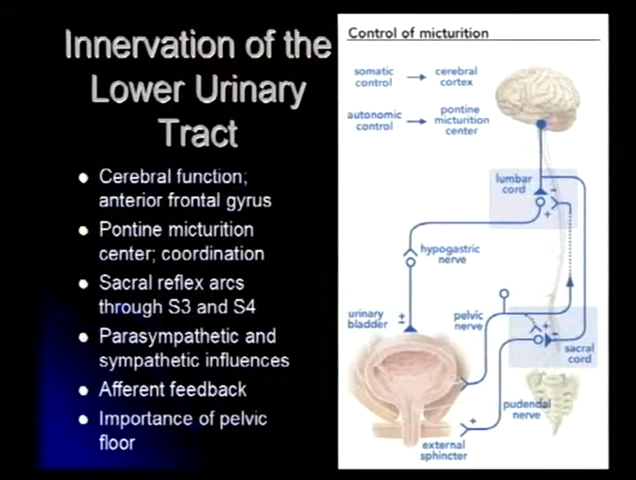 Innervation of the
Lower Urinary
Tract
Cerebral function;
anterior frontal gyrus
Pontine micturition
center; coordination
Sacral reflex arcs
through S3 and S4
Parasympathetic and
sympathetic influences
Afferent feedback
Importance of pelvic
floor
Control of micturition
somatic
control
cerebral
cortex
autonomic
control
pontine
micturition
center
lumbar
cord
-
+
hypogastric
nerve
urinary
bladder
±
pelvic
nerve
+
-
sacral
cord
pudendal
nerve
+
external
sphincter